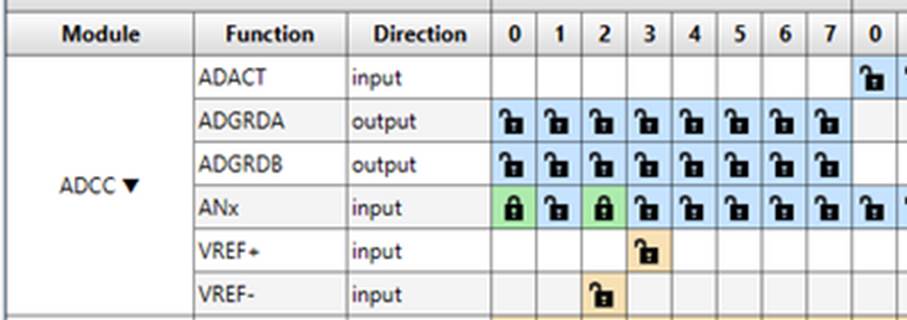 Module Function Direction 0 1 2 3 4 5 6 7 0
ADACT input
ADGRDA output
ADGRDB output
ADCC ▼
ANx input
VREF+ input
VREF- input